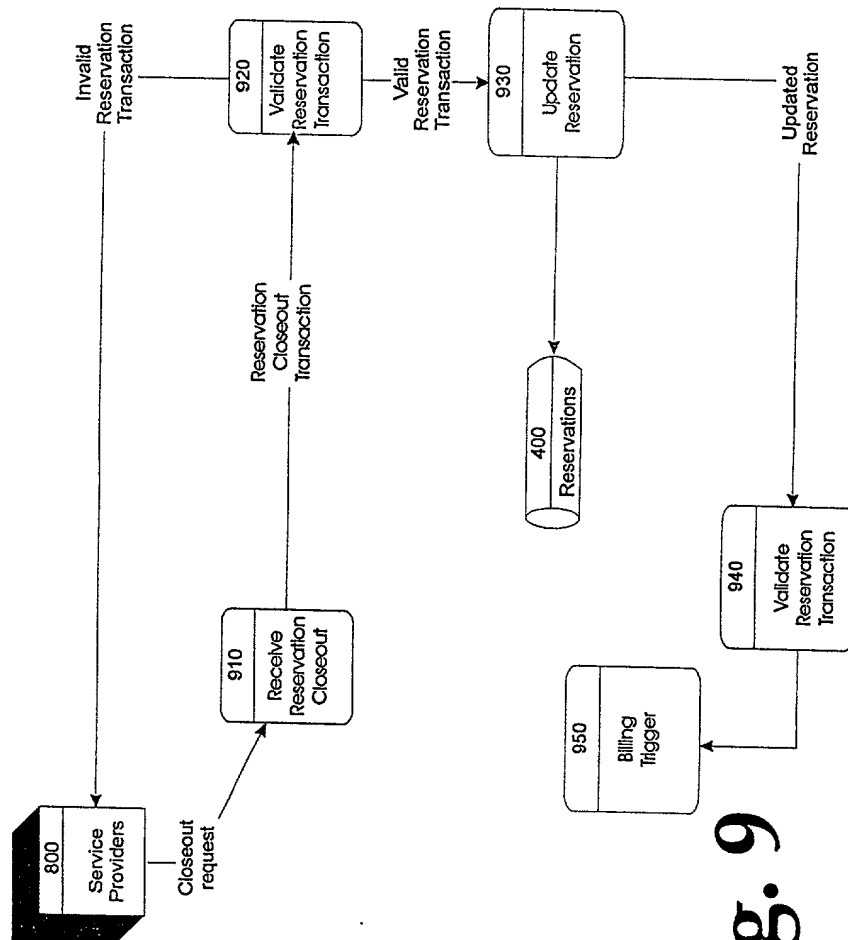 800
Service
Providers
Closeout
request
910
Receive
Reservation
Closeout
Reservation
Closeout
Transaction
920
Validate
Reservation
Transaction
Invalid
Reservation
Transaction
Valid
Reservation
Transaction
930
Update
Reservation
400
Reservations
Updated
Reservation
940
Validate
Reservation
Transaction
950
Billing
Trigger
g. 9